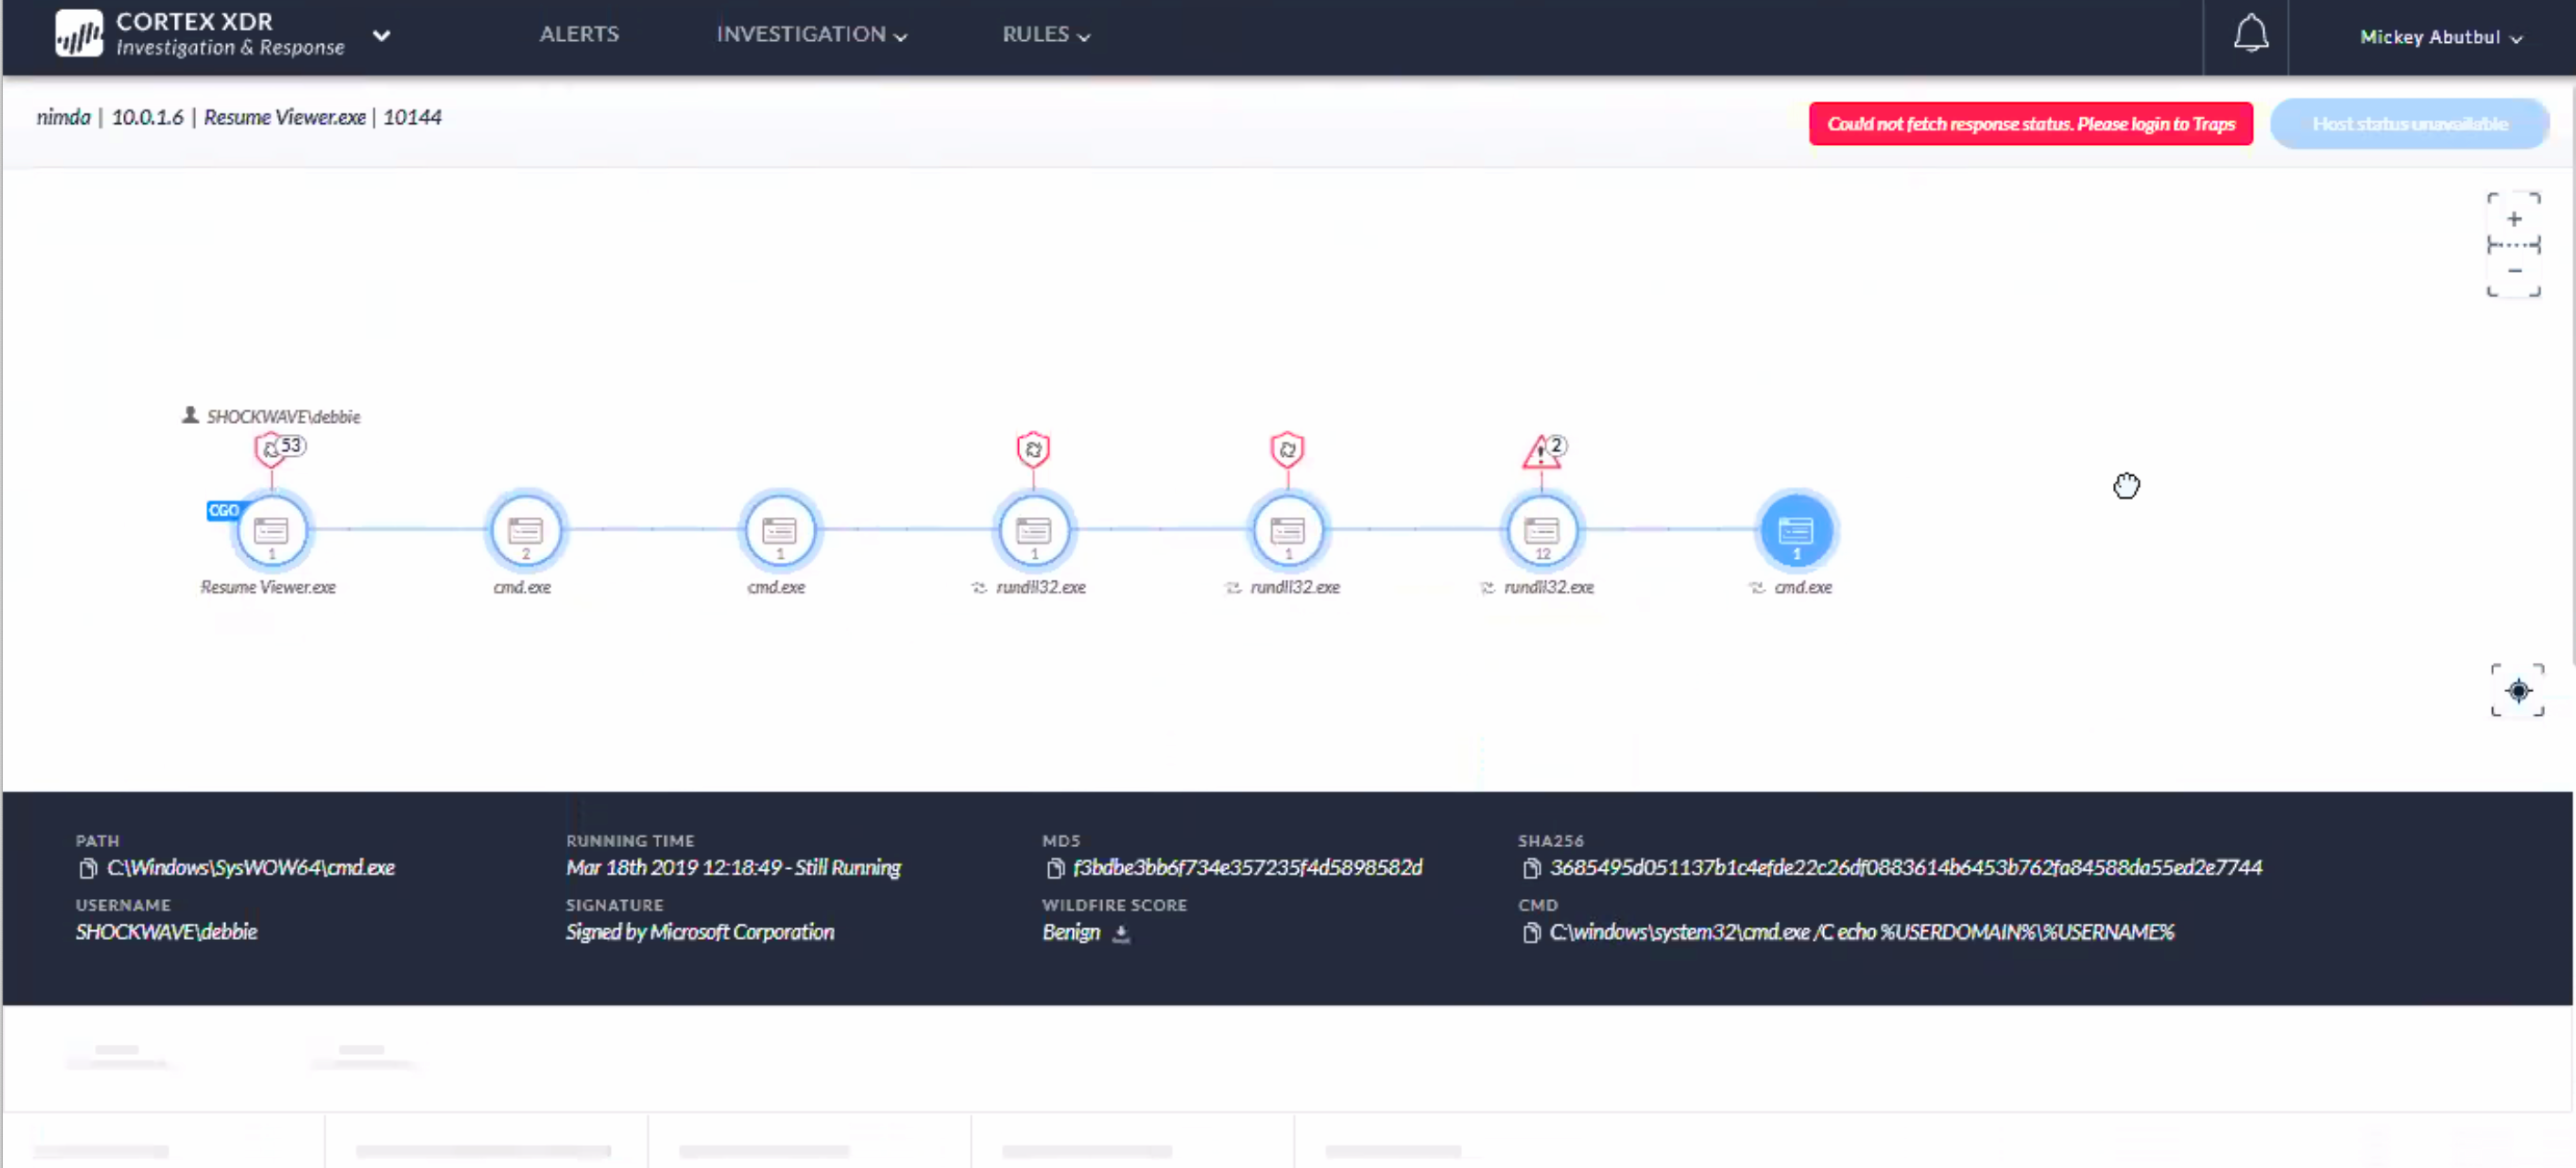 CORTEX XDR
Investigation & Response
ALERTS
INVESTIGATION
RULES
Mickey Abutbul
nimda | 10.0.1.6 | Resume Viewer.exe | 10144
Could not fetch response status. Please login to Traps
Host status unavailable
SHOCKWAVE\debbie
53
2
CGO
1
2
1
1
1
12
1
Resume Viewer.exe
cmd.exe
cmd.exe
rundll32.exe
rundll32.exe
rundll32.exe
cmd.exe
PATH
C:\Windows\SysWOW64\cmd.exe
RUNNING TIME
Mar 18th 2019 12:18:49 - Still Running
MD5
f3bdbe3bb6f734e357235f4d5898582d
SHA256
3685495d051137b1c4efde22c26df0883614b6453b762fa84588da55ed2e7744
USERNAME
SHOCKWAVE\debbie
SIGNATURE
Signed by Microsoft Corporation
WILDFIRE SCORE
Benign
CMD
C:\windows\system32\cmd.exe /C echo %USERDOMAIN%\%USERNAME%